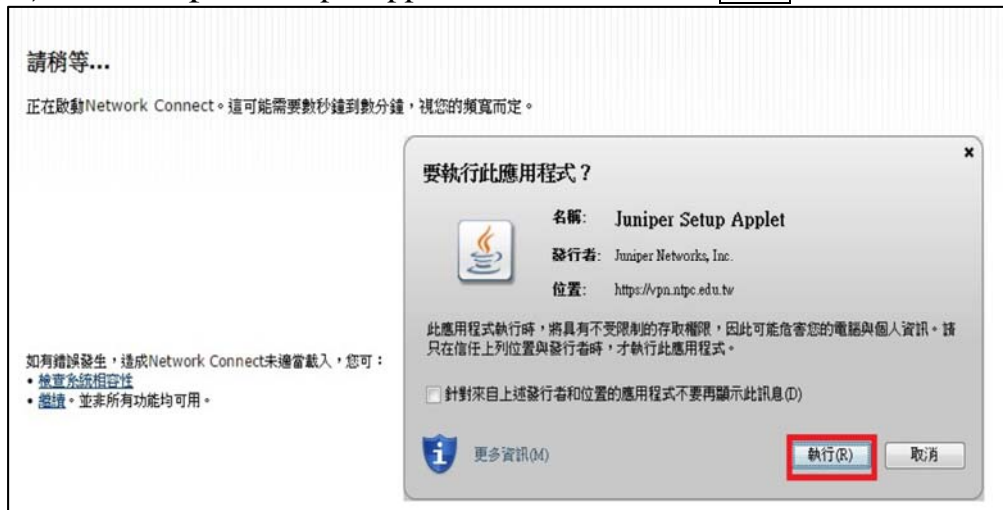 請稍等...
正在啟動Network Connect。這可能需要數秒鐘到數分鐘，視您的頻寬而定。
要執行此應用程式？
名稱: Juniper Setup Applet
發行者: Juniper Networks, Inc.
位置: https://vpn.ntpc.edu.tw
此應用程式執行時，將具有不受限制的存取權限，因此可能危害您的電腦與個人資訊。請
只在信任上列位置與發行者時，才執行此應用程式。
針對來自上述發行者和位置的應用程式不要再顯示此訊息(D)
更多資訊(M)
執行(R)
取消
如有錯誤發生，造成Network Connect未適當載入，您可：
• 檢查系統相容性
• 繼續。並非所有功能均可用。